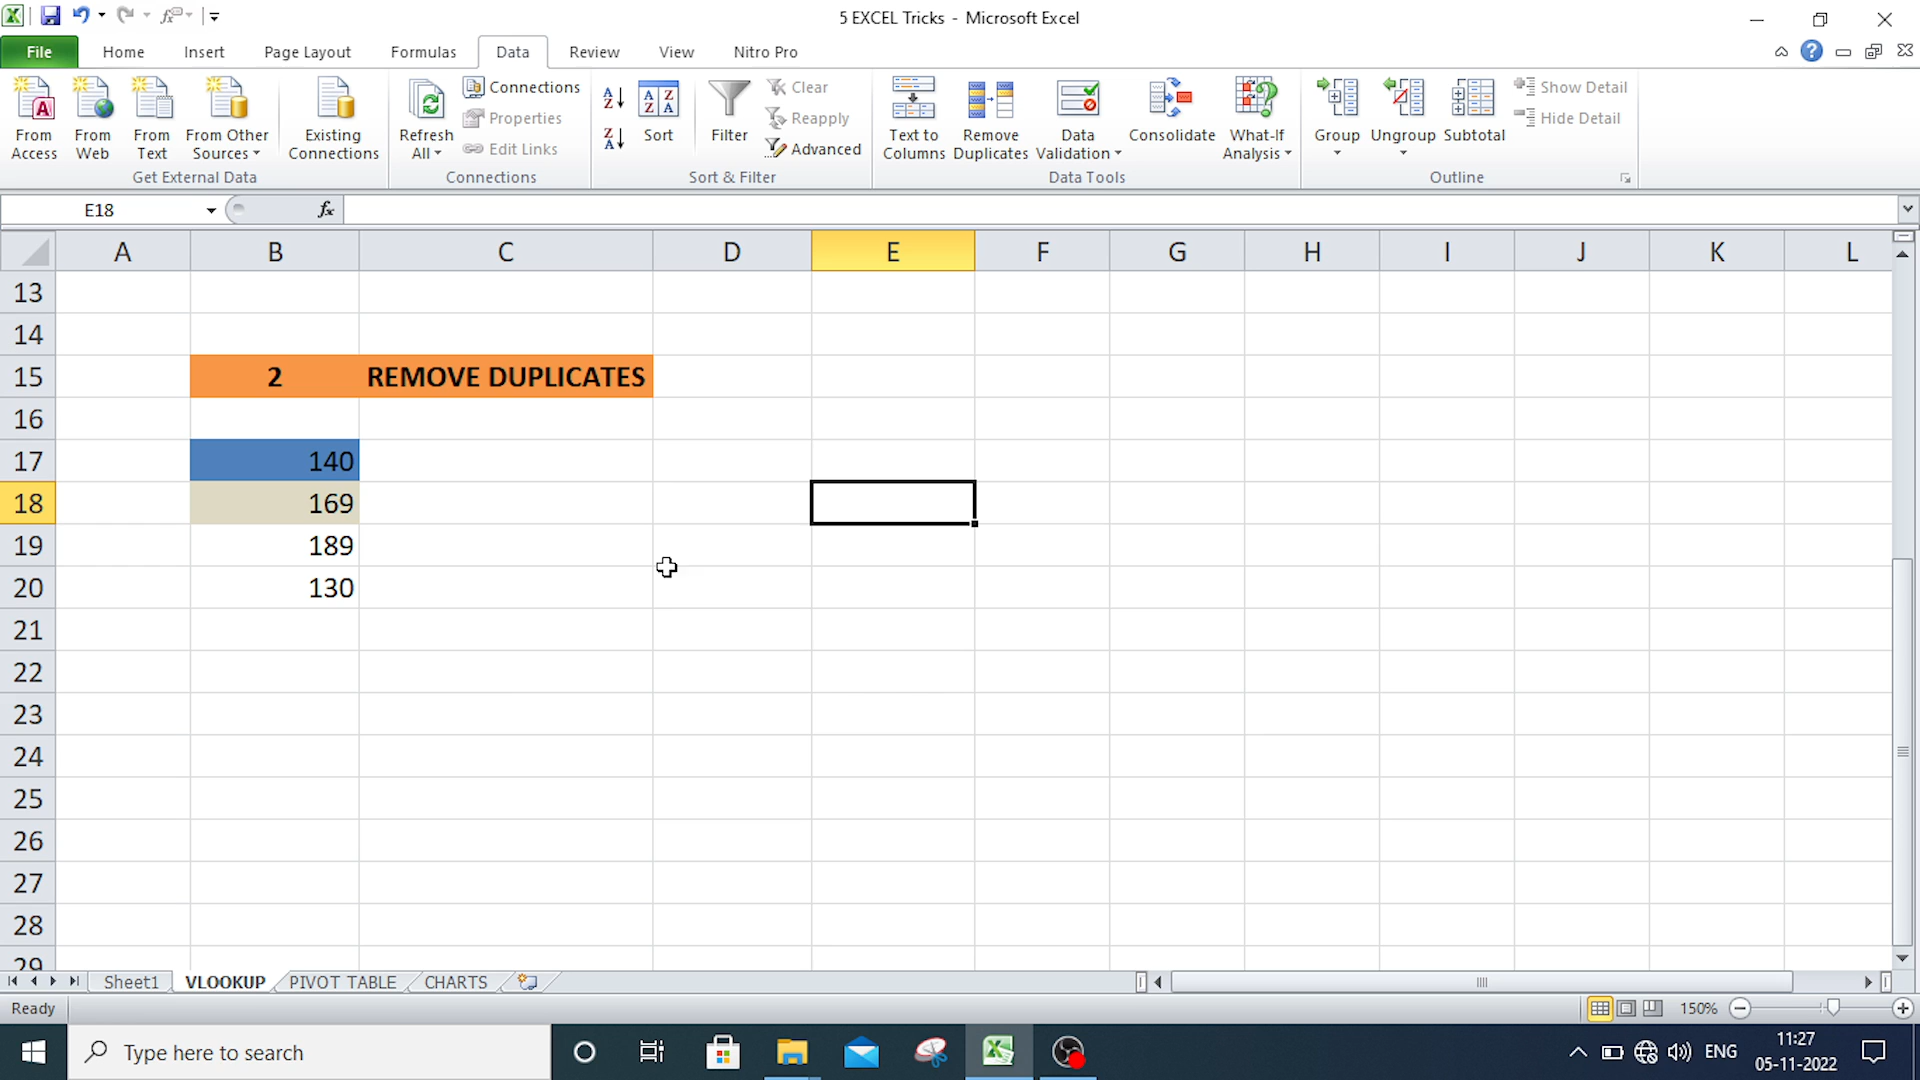 5 EXCEL Tricks - Microsoft Excel
File Home Insert Page Layout Formulas Data Review View Nitro Pro
From Access
From Web
From Text
From Other Sources
Existing Connections
Get External Data
Refresh All
Connections
Properties
Edit Links
Connections
Sort
Filter
Clear
Reapply
Advanced
Sort & Filter
Text to Columns
Remove Duplicates
Data Validation
Consolidate
What-If Analysis
Data Tools
Group
Ungroup
Subtotal
Show Detail
Hide Detail
Outline
E18 fx
A B C D E F G H I J K L
13
14
15 2 REMOVE DUPLICATES
16
17 140
18 169
19 189
20 130
21
22
23
24
25
26
27
28
29
Sheet1 VLOOKUP PIVOT TABLE CHARTS
Ready 150%
Type here to search
ENG
11:27
05-11-2022